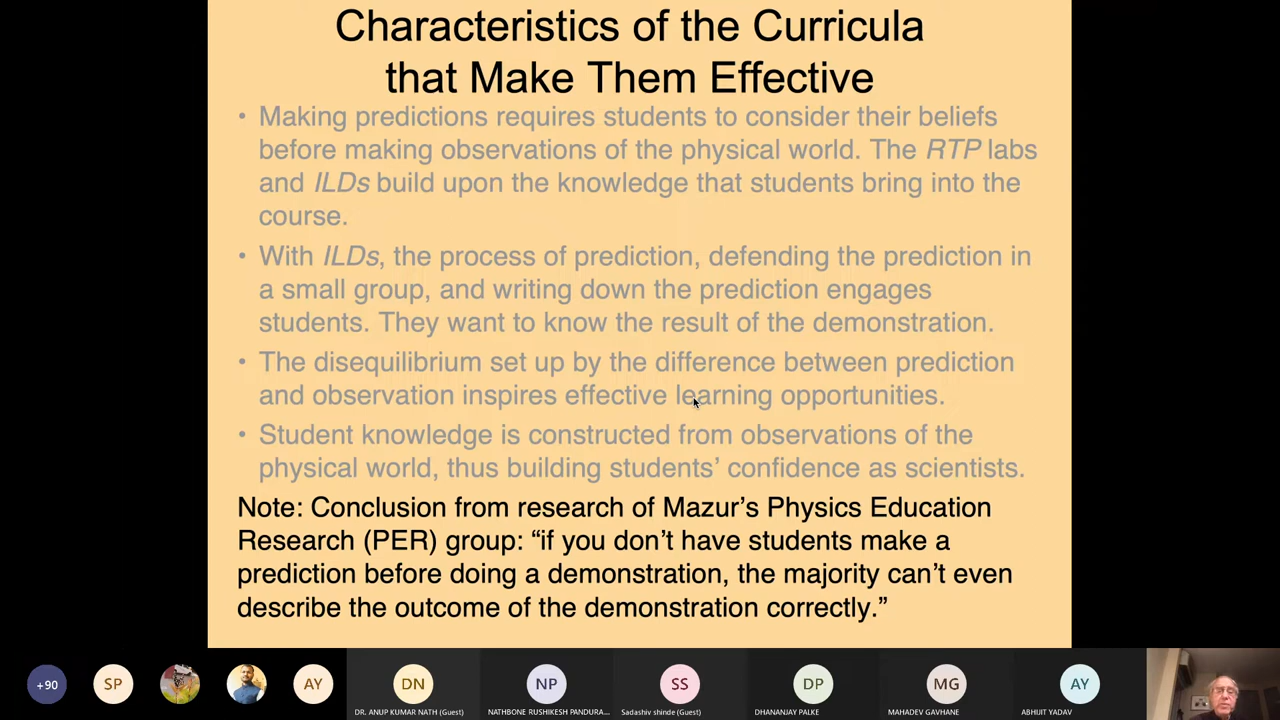 Characteristics of the Curricula
that Make Them Effective
• Making predictions requires students to consider their beliefs
before making observations of the physical world. The RTP labs
and ILDs build upon the knowledge that students bring into the
course.
• With ILDs, the process of prediction, defending the prediction in
a small group, and writing down the prediction engages
students. They want to know the result of the demonstration.
• The disequilibrium set up by the difference between prediction
and observation inspires effective learning opportunities.
• Student knowledge is constructed from observations of the
physical world, thus building students’ confidence as scientists.
Note: Conclusion from research of Mazur’s Physics Education
Research (PER) group: “if you don’t have students make a
prediction before doing a demonstration, the majority can’t even
describe the outcome of the demonstration correctly.”
+90 SP AY DN NP SS DP MG AY
DR. ANUP KUMAR NATH (Guest) NATHBONE RUSHIKESH PANDURA... Sadashiv shinde (Guest) DHANANJAY PALKE MAHADEV GAVHANE ABHIJIT YADAV